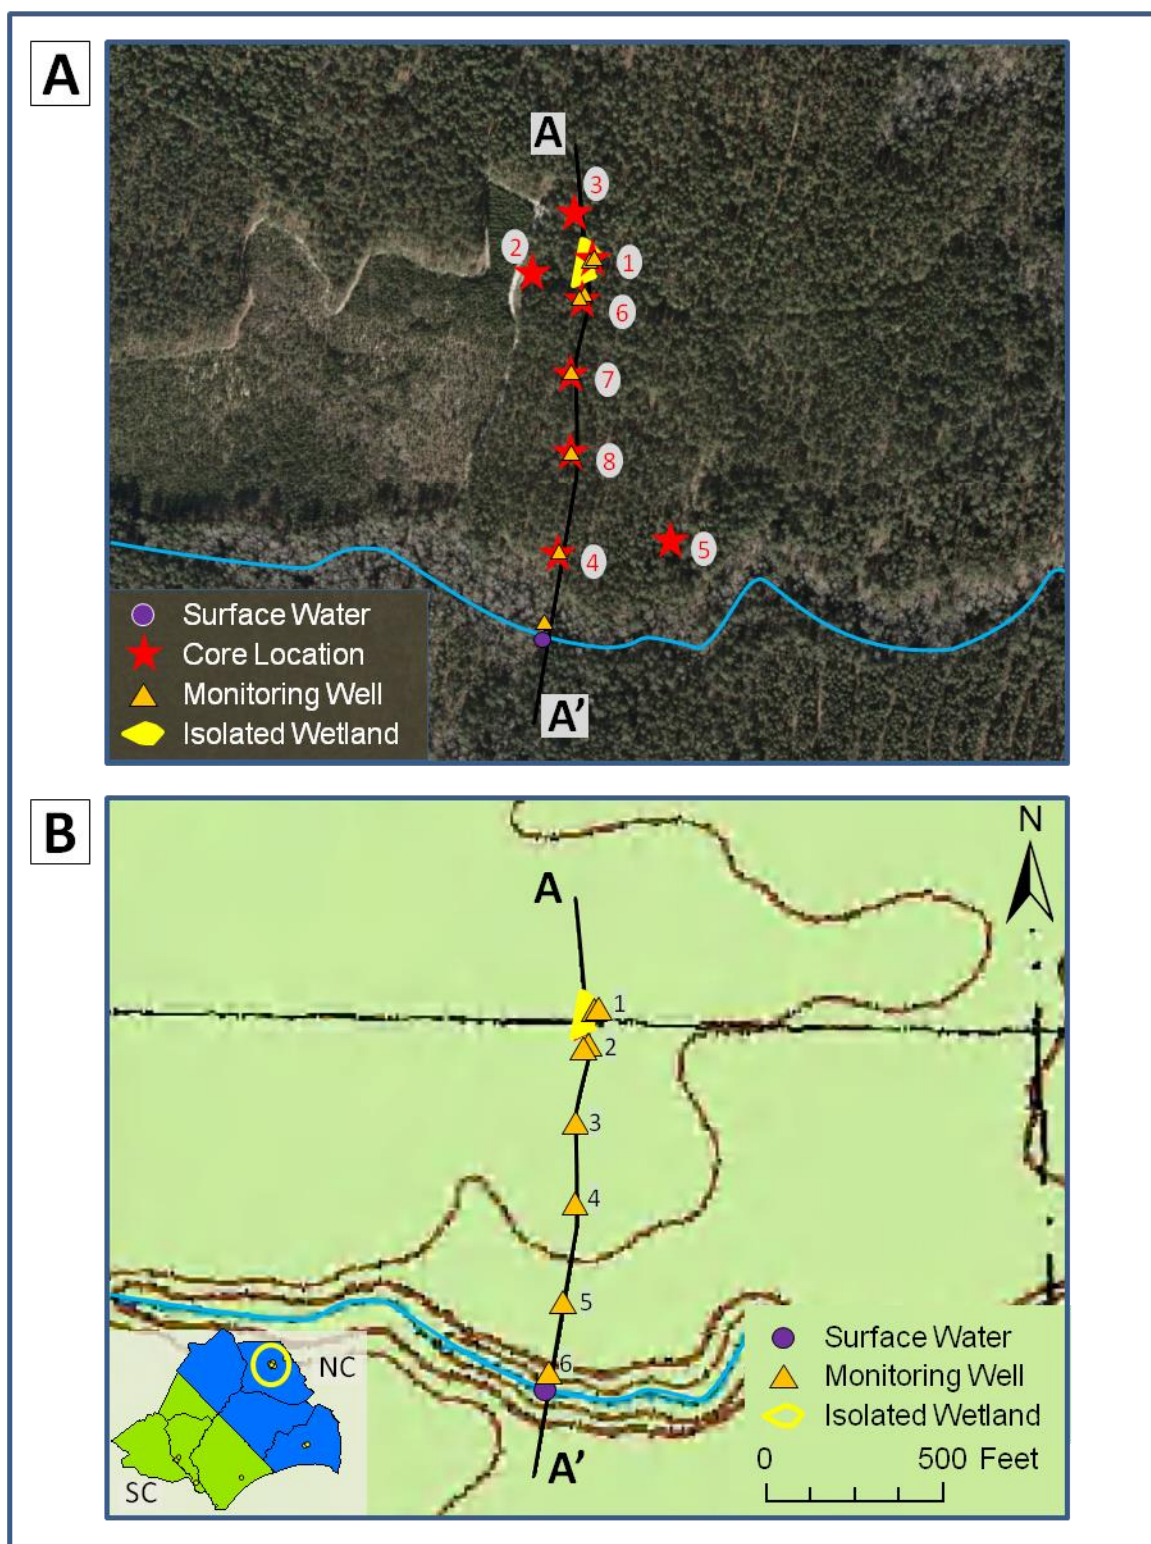 A
A
3
2
1
6
7
8
5
4
Surface Water
Core Location
Monitoring Well
Isolated Wetland
A'
B
N
A
1
2
3
4
5
6
NC
SC
A'
Surface Water
Monitoring Well
Isolated Wetland
0 500 Feet